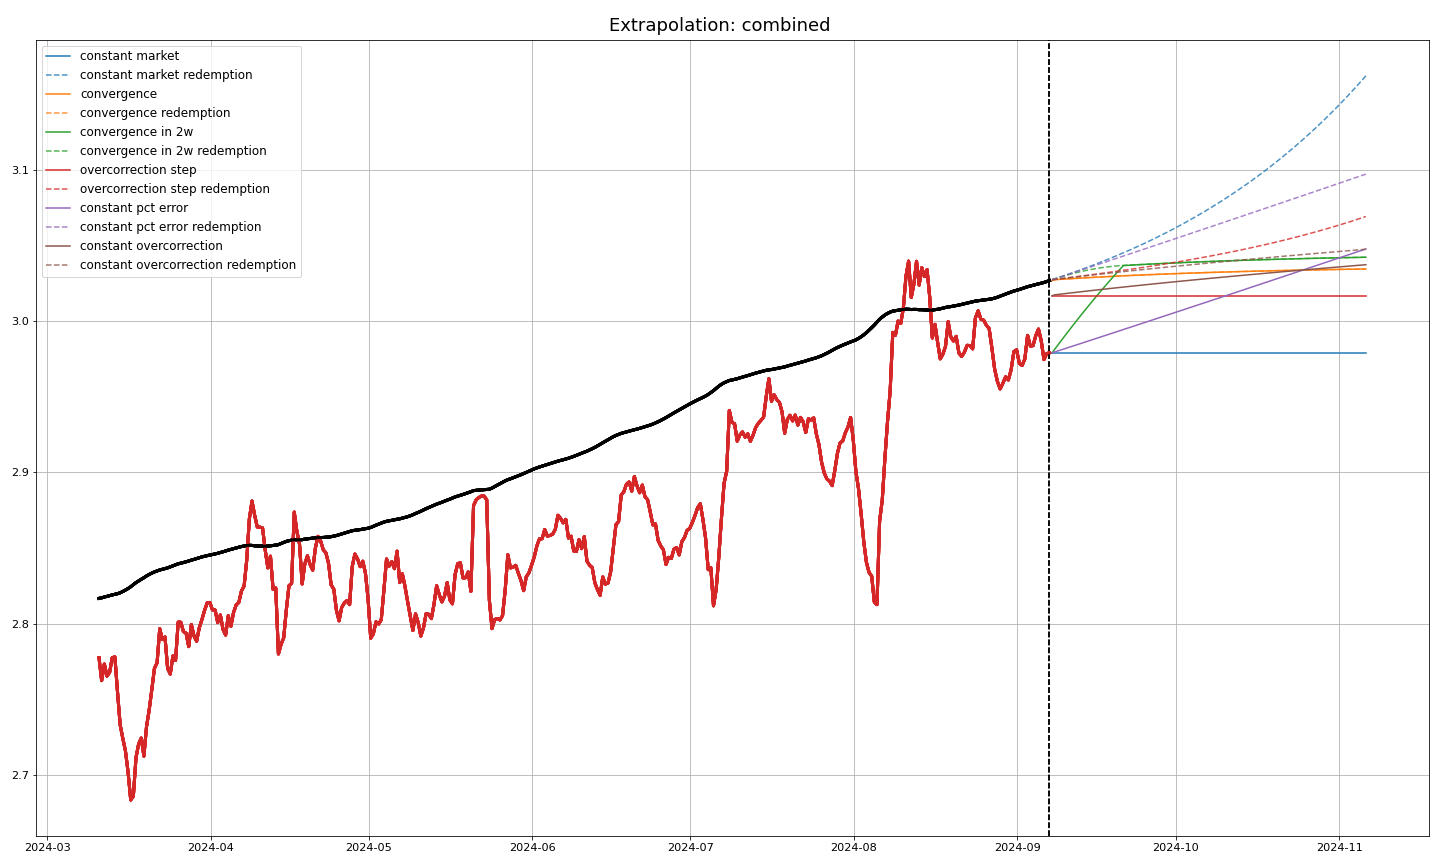 Extrapolation: combined
constant market
constant market redemption
convergence
convergence redemption
convergence in 2w
convergence in 2w redemption
overcorrection step
overcorrection step redemption
constant pct error
constant pct error redemption
constant overcorrection
constant overcorrection redemption
3.1
3.0
2.9
2.8
2.7
2024-03 2024-04 2024-05 2024-06 2024-07 2024-08 2024-09 2024-10 2024-11